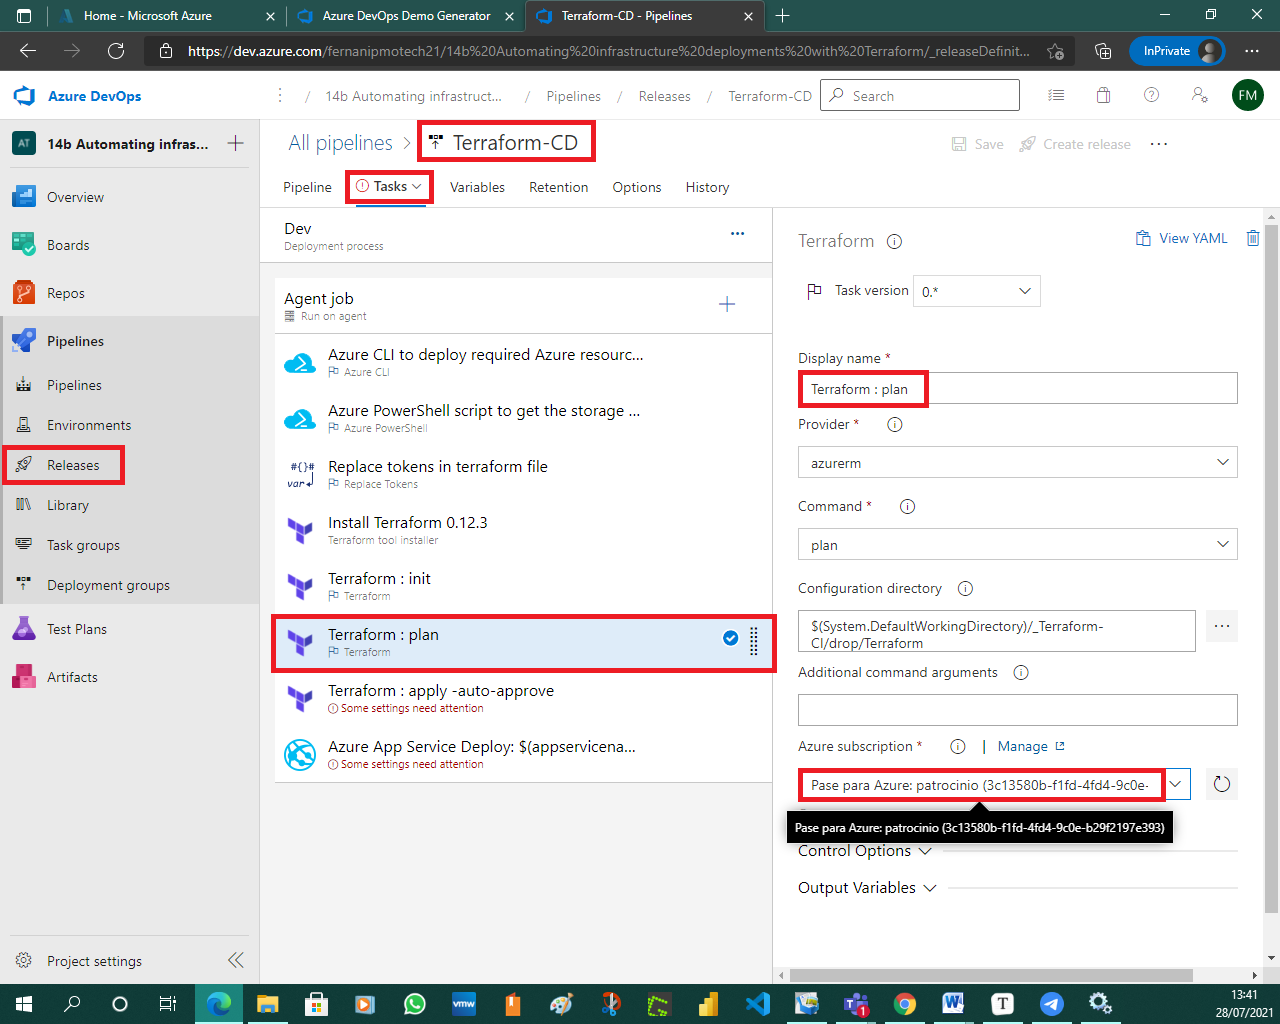 Home - Microsoft Azure
Azure DevOps Demo Generator
Terraform-CD - Pipelines
https://dev.azure.com/fernanipmotech21/14b%20Automating%20infrastructure%20deployments%20with%20Terraform/_releaseDefinit...
InPrivate
Azure DevOps
/ 14b Automating infrastruct... / Pipelines / Releases / Terraform-CD
Search
FM
AT
14b Automating infras...
All pipelines > Terraform-CD
Save
Create release
Pipeline
Tasks
Variables
Retention
Options
History
Overview
Boards
Repos
Pipelines
Pipelines
Environments
Releases
Library
Task groups
Deployment groups
Test Plans
Artifacts
Project settings
Dev
Deployment process
Agent job
Run on agent
Azure CLI to deploy required Azure resourc...
Azure CLI
Azure PowerShell script to get the storage ...
Azure PowerShell
#{}#
var
Replace tokens in terraform file
Replace Tokens
Install Terraform 0.12.3
Terraform tool installer
Terraform : init
Terraform
Terraform : plan
Terraform
Terraform : apply -auto-approve
Some settings need attention
Azure App Service Deploy: $(appservicena...
Some settings need attention
Terraform
View YAML
Task version
0.*
Display name *
Terraform : plan
Provider *
azurerm
Command *
plan
Configuration directory
$(System.DefaultWorkingDirectory)/_Terraform-
CI/drop/Terraform
Additional command arguments
Azure subscription *
| Manage
Pase para Azure: patrocinio (3c13580b-f1fd-4fd4-9c0e-
Pase para Azure: patrocinio (3c13580b-f1fd-4fd4-9c0e-b29f2197e393)
Control Options
Output Variables
vmw
1
W
T
13:41
28/07/2021